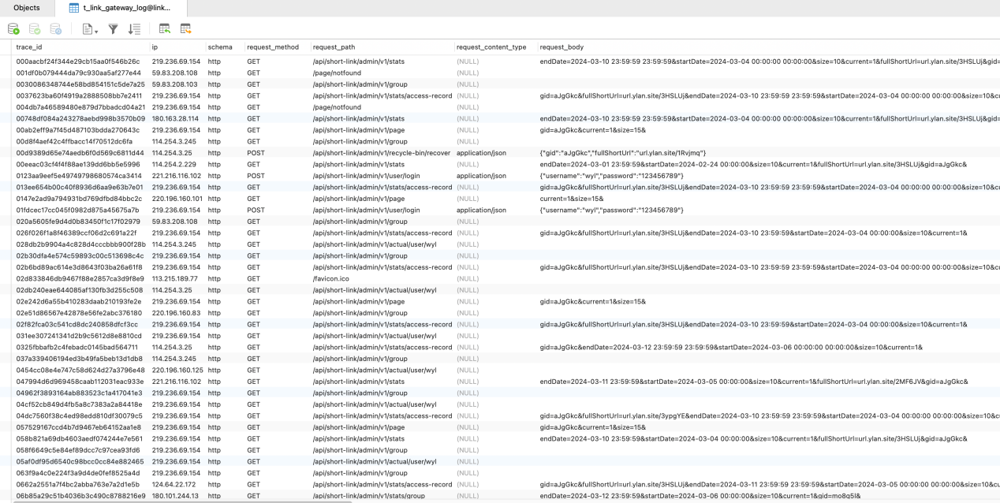 Objects t_link_gateway_log@link...
trace_id ip schema request_method request_path request_content_type request_body
000aacbf24f344e29cb15aa0f546b26c 219.236.69.154 http GET /api/short-link/admin/v1/stats (NULL) endDate=2024-03-10 23:59:59 23:59:59&startDate=2024-03-04 00:00:00 00:00:00&size=10&current=1&fullShortUrl=url.ylan.site/3HSLUj&gid=
001df0b079444da79c930aa5af277e44 59.83.208.108 http GET /page/notfound (NULL)
0030086348744e58bd854151c5de7a25 59.83.208.103 http GET /api/short-link/admin/v1/group (NULL)
0037623ba60f4919a2888508bb7e2411 219.236.69.154 http GET /api/short-link/admin/v1/stats/access-record (NULL) gid=aJgGkc&fullShortUrl=url.ylan.site/3HSLUj&endDate=2024-03-10 23:59:59 23:59:59&startDate=2024-03-04 00:00:00 00:00:00&size=10&c
004db7a46589480e879d7bbadcd04a21 219.236.69.154 http GET /page/notfound (NULL)
00748df084a243278aebd998b3570b09 180.163.28.114 http GET /api/short-link/admin/v1/stats (NULL) endDate=2024-03-10 23:59:59 23:59:59&startDate=2024-03-04 00:00:00 00:00:00&size=10&current=1&fullShortUrl=url.ylan.site/3HSLUj&gid=
00ab2eff9a7f45d487103bdda270643c 219.236.69.154 http GET /api/short-link/admin/v1/page (NULL) gid=aJgGkc&current=1&size=15&
00d8f4aef42c4ffbacc14f70512dc6fa 114.254.3.245 http GET /api/short-link/admin/v1/group (NULL)
00d9389d65e74aedb6f0d569c6811d44 114.254.3.25 http POST /api/short-link/admin/v1/recycle-bin/recover application/json {"gid":"aJgGkc","fullShortUrl":"url.ylan.site/1Rvjmq"}
00eeac03cf4f4f88ae139dd6bb5e5996 114.254.2.229 http GET /api/short-link/admin/v1/stats (NULL) endDate=2024-03-01 23:59:59&startDate=2024-02-24 00:00:00&size=10&current=1&fullShortUrl=url.ylan.site/3HSLUj&gid=aJgGkc&
0123aa9eef5e49749798680574ca3414 221.216.116.102 http POST /api/short-link/admin/v1/user/login application/json {"username":"wyl","password":"123456789"}
013ee654b00c40f8936d6aa9e63b7e01 219.236.69.154 http GET /api/short-link/admin/v1/stats/access-record (NULL) gid=aJgGkc&fullShortUrl=url.ylan.site/3HSLUj&endDate=2024-03-10 23:59:59 23:59:59&startDate=2024-03-04 00:00:00 00:00:00&size=10&c
0147e2ad9a794931bd769dfbd84bbc2c 220.196.160.101 http GET /api/short-link/admin/v1/page (NULL) current=1&size=15&
01fdcec17cc045f0982d875a45675a7b 219.236.69.154 http POST /api/short-link/admin/v1/user/login application/json {"username":"wyl","password":"123456789"}
020a5605fe9d4d0b83450f1c17f02979 59.83.208.108 http GET /api/short-link/admin/v1/group (NULL)
026f026f1a8f46389ccf06d2c691a22f 219.236.69.154 http GET /api/short-link/admin/v1/stats/access-record (NULL) gid=aJgGkc&fullShortUrl=url.ylan.site/3HSLUj&endDate=2024-03-10 23:59:59&startDate=2024-03-04 00:00:00&size=10&current=1&
028db2b9904a4c828d4cccbbb900f28b 114.254.3.245 http GET /api/short-link/admin/v1/actual/user/wyl (NULL)
02b30dfa4e574c59893c00c513698c4c 219.236.69.154 http GET /api/short-link/admin/v1/group (NULL)
02b6bd89ac614e3d8643f03ba26a61f8 219.236.69.154 http GET /api/short-link/admin/v1/stats/access-record (NULL) gid=aJgGkc&fullShortUrl=url.ylan.site/3HSLUj&endDate=2024-03-10 23:59:59 23:59:59&startDate=2024-03-04 00:00:00 00:00:00&size=10&c
02d833846db9467f88e2857ca3d9f8e9 113.215.189.77 http GET /favicon.ico (NULL)
02db240eae644085af130fb3d255c508 114.254.3.25 http GET /api/short-link/admin/v1/actual/user/wyl (NULL)
02e242d6a55b410283daab210193fe2e 219.236.69.154 http GET /api/short-link/admin/v1/page (NULL) gid=aJgGkc&current=1&size=15&
02e51d86567e42878e56fe2abc376180 220.196.160.83 http GET /api/short-link/admin/v1/group (NULL)
02f82fca03c541cd8dc240858dfcf3cc 219.236.69.154 http GET /api/short-link/admin/v1/stats/access-record (NULL) gid=aJgGkc&fullShortUrl=url.ylan.site/3HSLUj&endDate=2024-03-10 23:59:59&startDate=2024-03-04 00:00:00&size=10&current=1&
031ee307241341d2b9c5612d8e8810cd 219.236.69.154 http GET /api/short-link/admin/v1/actual/user/wyl (NULL)
0325fbbafb2c4febadc0145bad564711 114.254.3.25 http GET /api/short-link/admin/v1/stats/access-record (NULL) gid=aJgGkc&endDate=2024-03-12 23:59:59 23:59:59&startDate=2024-03-06 00:00:00 00:00:00&size=10&current=1&
037a339406194ed3b49fa5beb13d1db8 114.254.3.245 http GET /api/short-link/admin/v1/group (NULL)
0454cc08e4e747c58d624d27a3796e48 220.196.160.125 http GET /api/short-link/admin/v1/actual/user/wyl (NULL)
047994d6d969458caab112031eac933e 221.216.116.102 http GET /api/short-link/admin/v1/stats (NULL) endDate=2024-03-11 23:59:59&startDate=2024-03-05 00:00:00&size=10&current=1&fullShortUrl=url.ylan.site/2MF6JV&gid=aJgGkc&
04962f3893164ab883523c1a417041e3 219.236.69.154 http GET /api/short-link/admin/v1/group (NULL)
04cf52cb849d4fb5a8c7383a2a84418e 219.236.69.154 http GET /api/short-link/admin/v1/actual/user/wyl (NULL)
04dc7560f38c4ed98edd810df30079c5 219.236.69.154 http GET /api/short-link/admin/v1/stats/access-record (NULL) gid=aJgGkc&fullShortUrl=url.ylan.site/3ypgYE&endDate=2024-03-10 23:59:59 23:59:59&startDate=2024-03-04 00:00:00 00:00:00&size=10&c
057529167ccd4b7d9467eb64152aa1e8 219.236.69.154 http GET /api/short-link/admin/v1/page (NULL) gid=aJgGkc&current=1&size=15&
058b821a69db4603aedf074244e7e561 219.236.69.154 http GET /api/short-link/admin/v1/stats (NULL) endDate=2024-03-10 23:59:59&startDate=2024-03-04 00:00:00&size=10&current=1&fullShortUrl=url.ylan.site/3HSLUj&gid=aJgGkc&
058f6649c5e84ef89dcc7c97cea93fd6 219.236.69.154 http GET /api/short-link/admin/v1/group (NULL)
05af0df95d6540c98bcc0cc84e882465 219.236.69.154 http GET /api/short-link/admin/v1/actual/user/wyl (NULL)
063f9a4c0e224f3a9d4de0fef8525a4d 219.236.69.154 http GET /api/short-link/admin/v1/group (NULL)
0662a2551a7f4bc2abba763e7a2d1e5b 124.64.22.172 http GET /api/short-link/admin/v1/stats/access-record (NULL) gid=aJgGkc&fullShortUrl=url.ylan.site/3HSLUj&endDate=2024-03-11 23:59:59 23:59:59&startDate=2024-03-05 00:00:00 00:00:00&size=10&c
06b85a29c51b4036b3c490c8788216e9 180.101.244.13 http GET /api/short-link/admin/v1/stats/group (NULL) endDate=2024-03-12 23:59:59&startDate=2024-03-06 00:00:00&size=10&current=1&gid=mo8q5I&